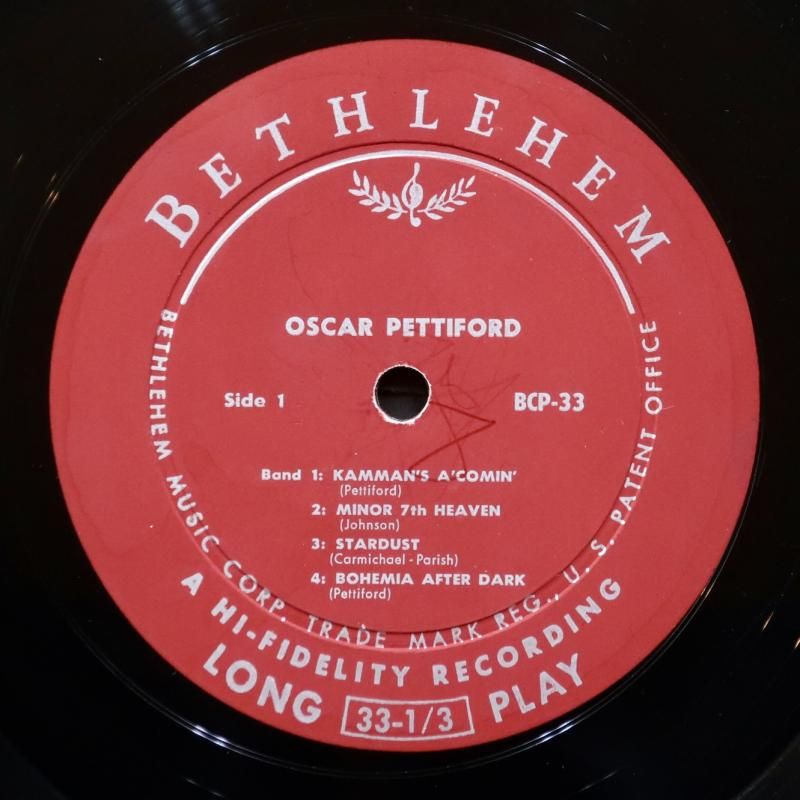 BETHLEHEM
OSCAR PETTIFORD
Side 1
BCP-33
Band 1: KAMMAN'S A'COMIN'
(Pettiford)
2: MINOR 7th HEAVEN
(Johnson)
3: STARDUST
(Carmichael - Parish)
4: BOHEMIA AFTER DARK
(Pettiford)
BETHLEHEM MUSIC CORP. TRADE MARK REG., U. S. PATENT OFFICE
A HI-FIDELITY RECORDING
LONG 33-1/3 PLAY